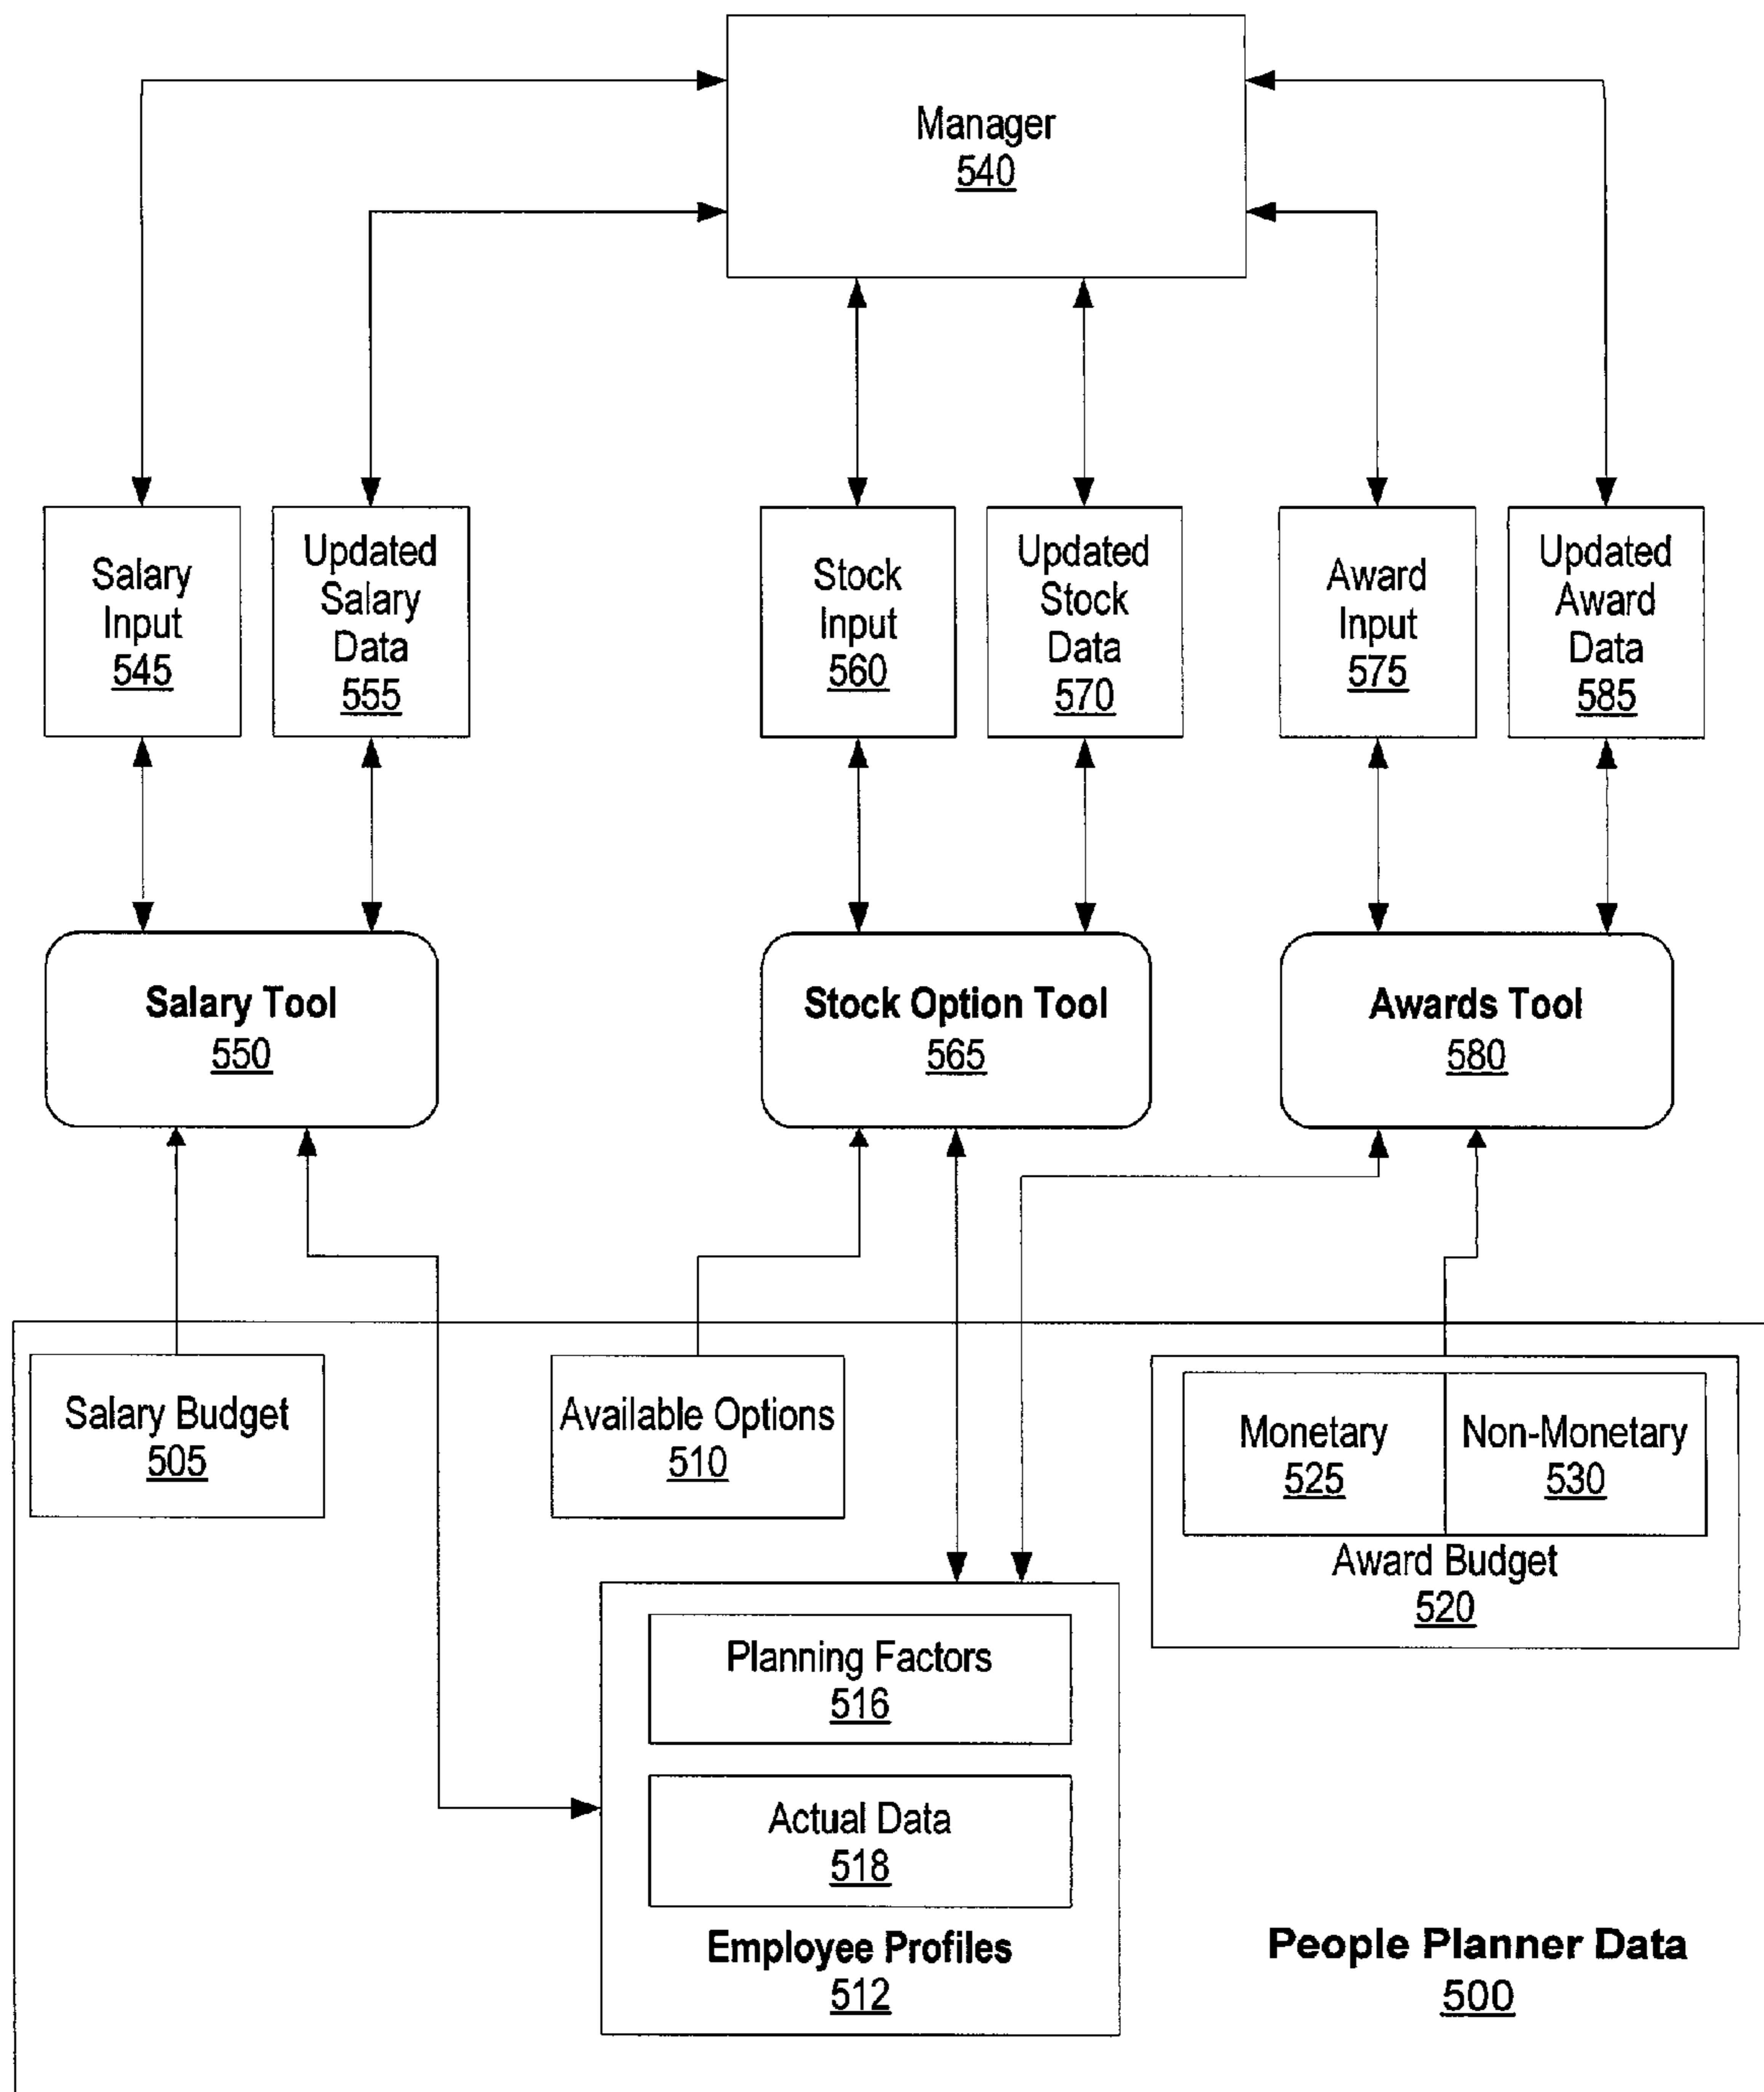 Manager
540
Salary
Input
545
Updated
Salary
Data
555
Stock
Input
560
Updated
Stock
Data
570
Award
Input
575
Updated
Award
Data
585
Salary Tool
550
Stock Option Tool
565
Awards Tool
580
Salary Budget
505
Available Options
510
Monetary
525
Non-Monetary
530
Award Budget
520
Planning Factors
516
Actual Data
518
Employee Profiles
512
People Planner Data
500